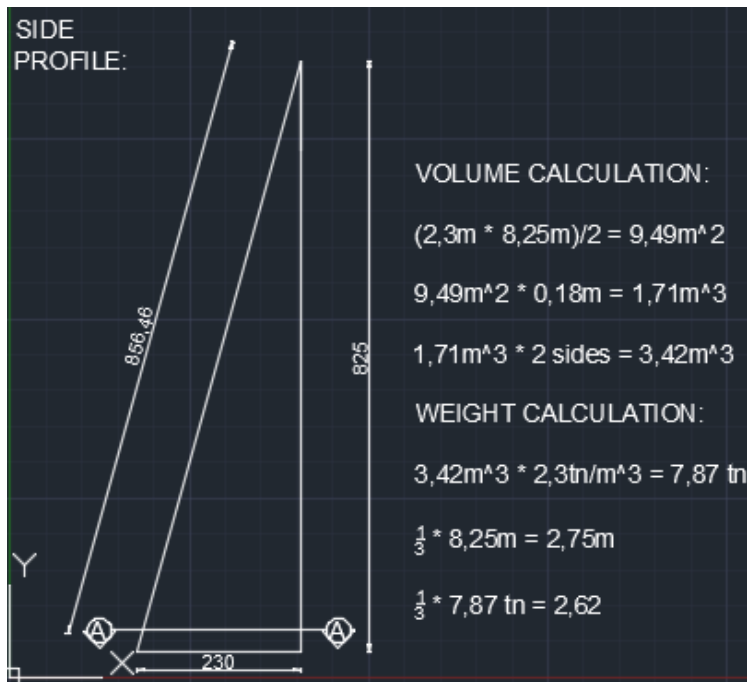 SIDE
PROFILE:
VOLUME CALCULATION:
(2,3m * 8,25m)/2 = 9,49m^2
9,49m^2 * 0,18m = 1,71m^3
1,71m^3 * 2 sides = 3,42m^3
WEIGHT CALCULATION:
3,42m^3 * 2,3tn/m^3 = 7,87 tn
1/3 * 8,25m = 2,75m
1/3 * 7,87 tn = 2,62
856,46
825
Y
A A
X
230